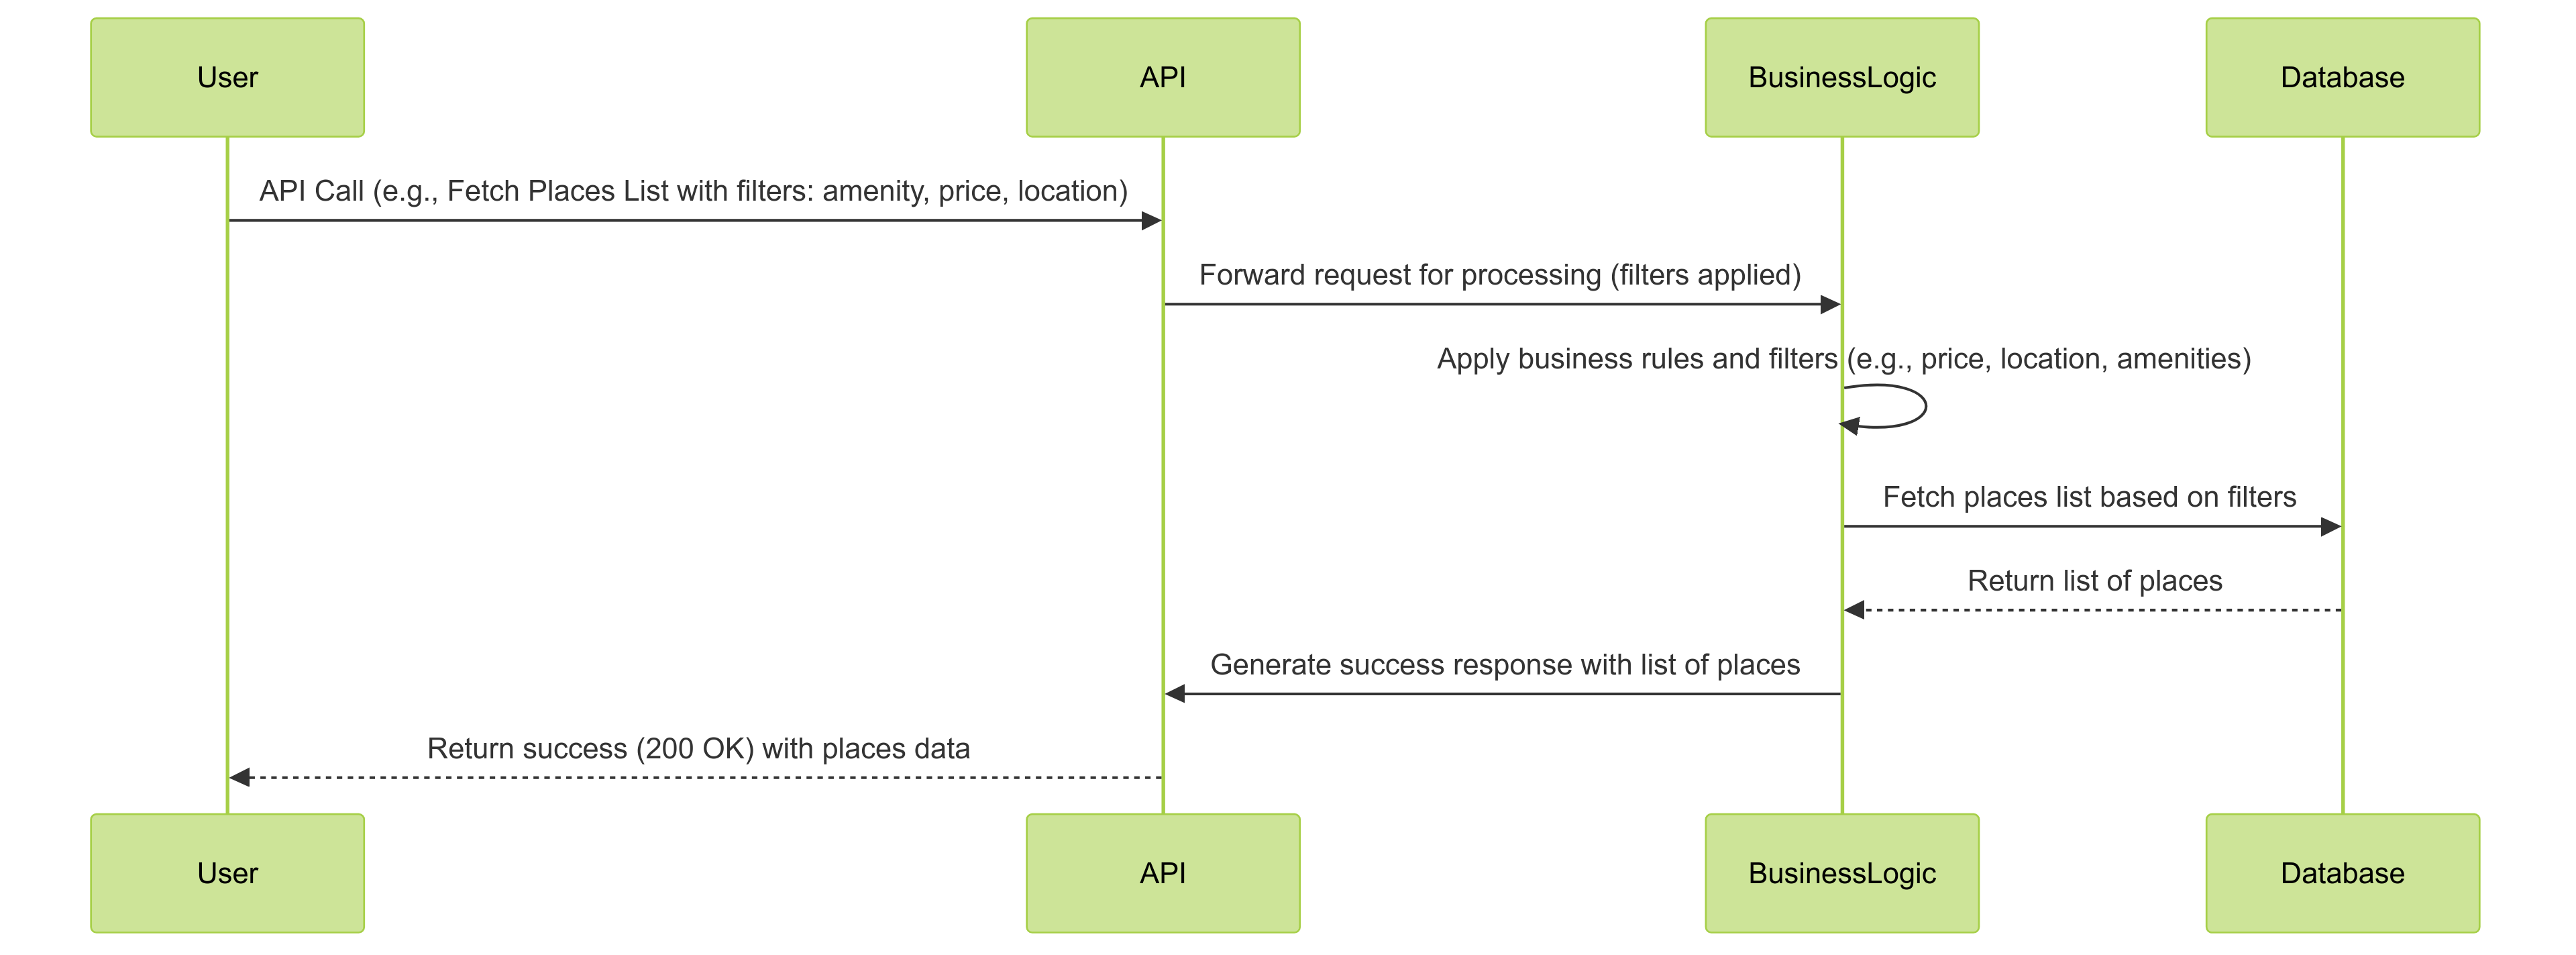 User
API
BusinessLogic
Database
API Call (e.g., Fetch Places List with filters: amenity, price, location)
Forward request for processing (filters applied)
Apply business rules and filters (e.g., price, location, amenities)
Fetch places list based on filters
Return list of places
Generate success response with list of places
Return success (200 OK) with places data
User
API
BusinessLogic
Database